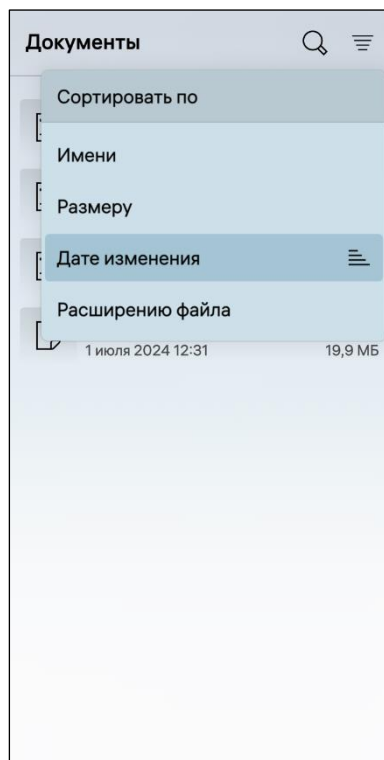 Документы
Сортировать по
Имени
Размеру
Дате изменения
Расширению файла
1 июля 2024 12:31 19,9 МБ